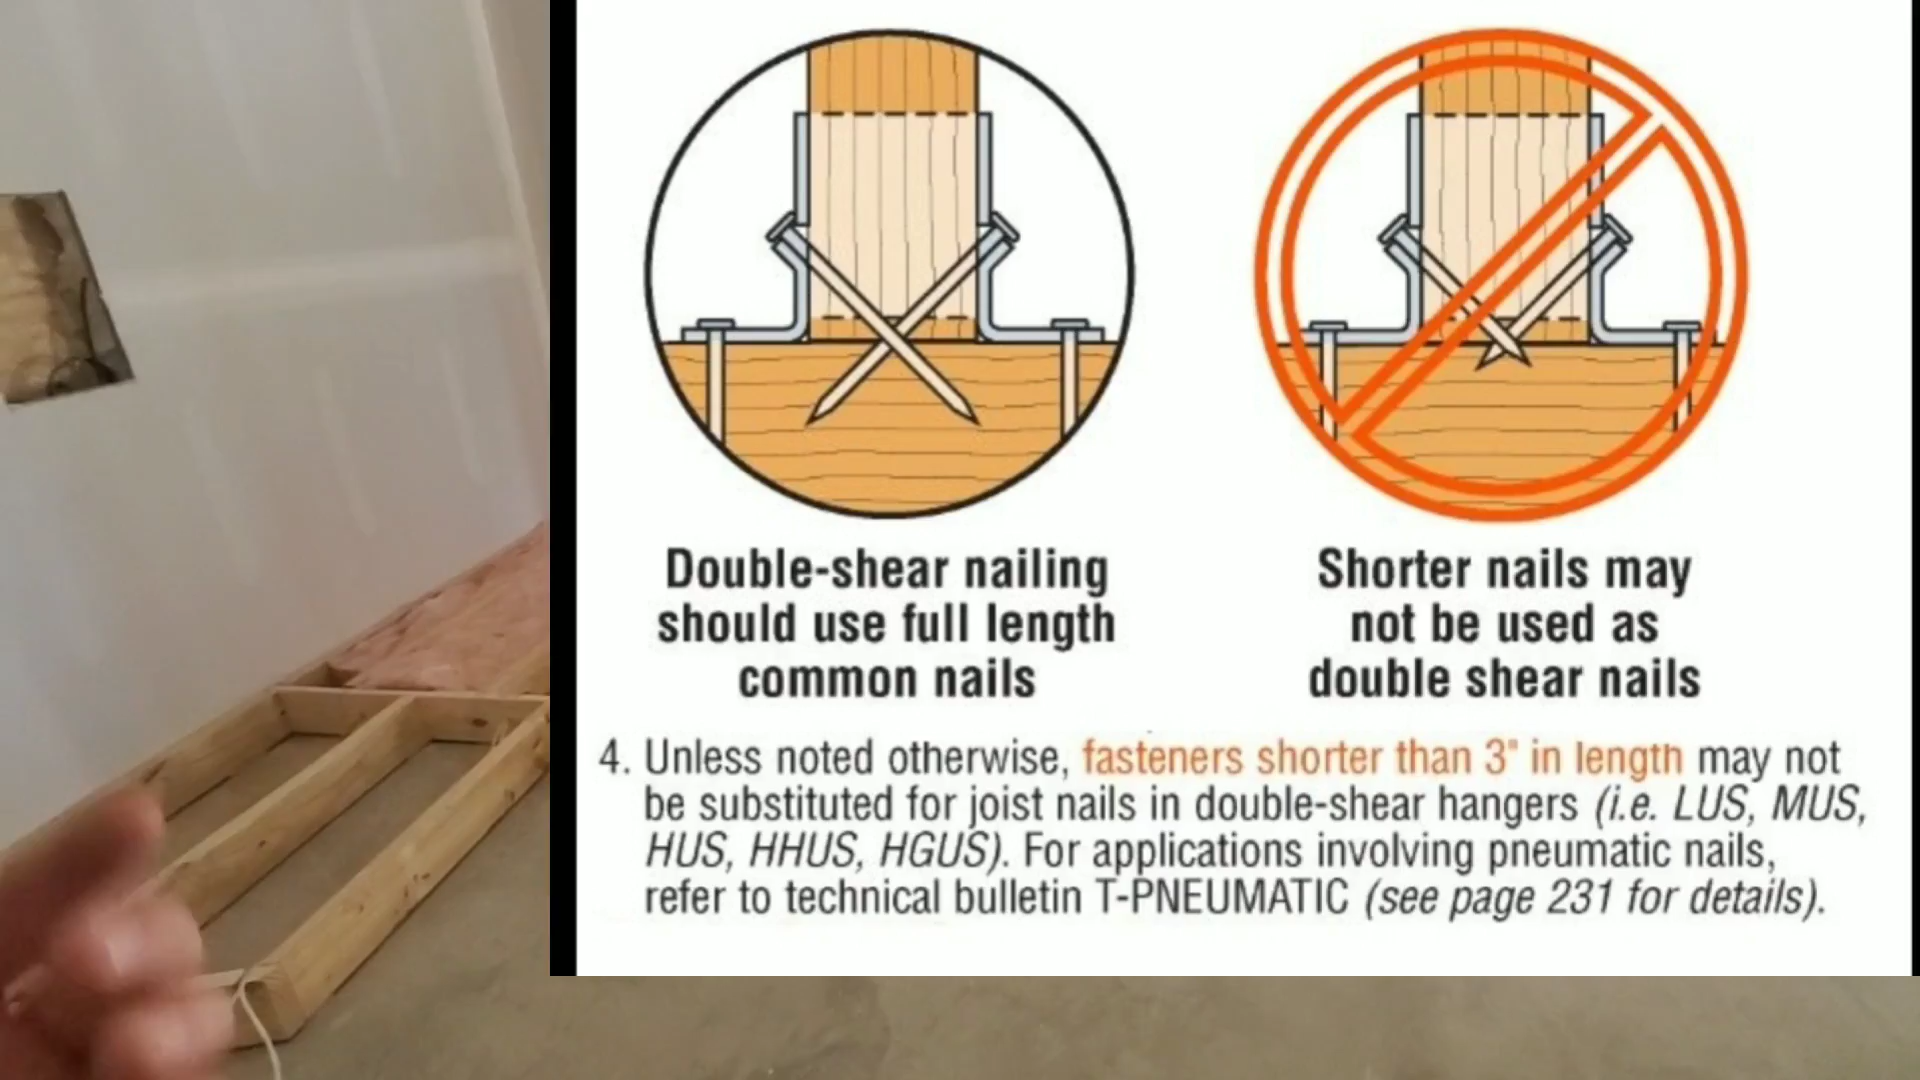 Double-shear nailing
should use full length
common nails
Shorter nails may
not be used as
double shear nails
4. Unless noted otherwise, fasteners shorter than 3" in length may not
be substituted for joist nails in double-shear hangers (i.e. LUS, MUS,
HUS, HHUS, HGUS). For applications involving pneumatic nails,
refer to technical bulletin T-PNEUMATIC (see page 231 for details).